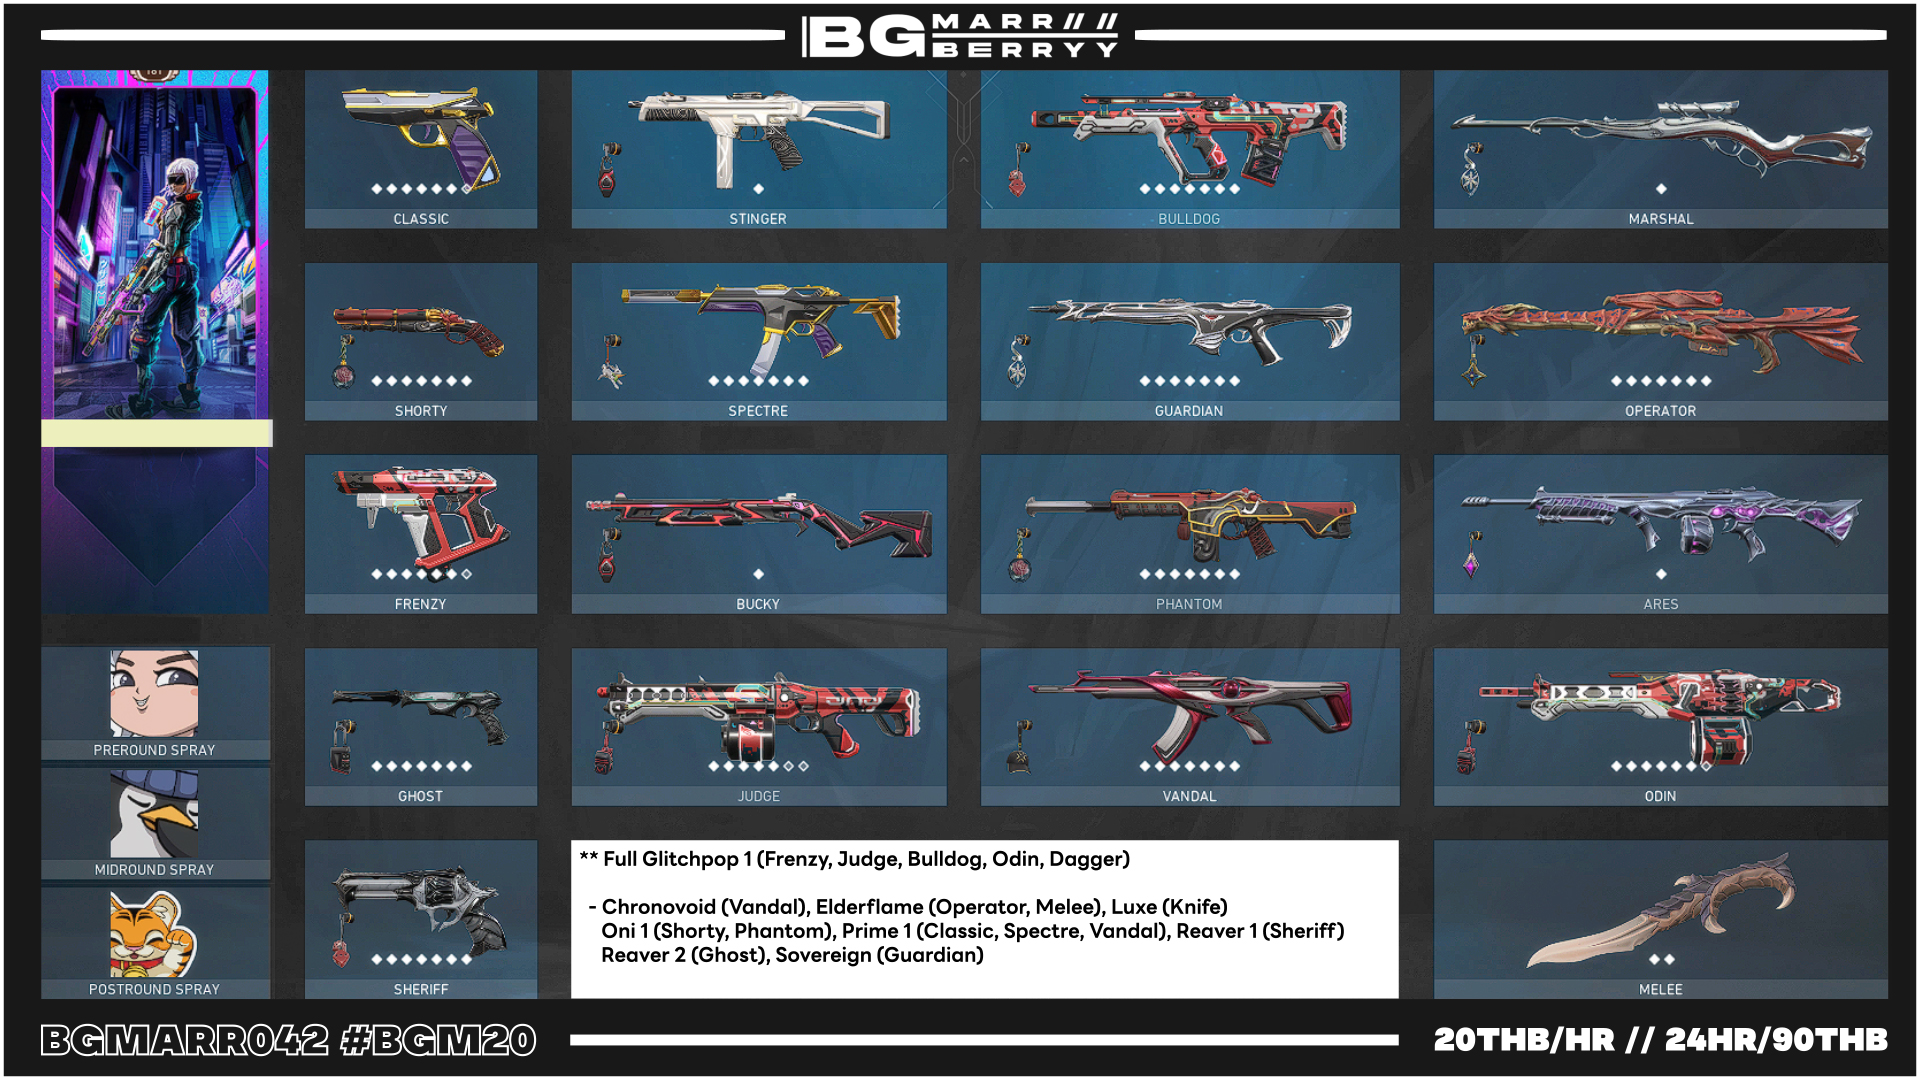 BG MARR// //
BERRYY
181
CLASSIC
STINGER
BULLDOG
MARSHAL
SHORTY
SPECTRE
GUARDIAN
OPERATOR
FRENZY
BUCKY
PHANTOM
ARES
GHOST
JUDGE
VANDAL
ODIN
PREROUND SPRAY
MIDROUND SPRAY
POSTROUND SPRAY
SHERIFF
** Full Glitchpop 1 (Frenzy, Judge, Bulldog, Odin, Dagger)
- Chronovoid (Vandal), Elderflame (Operator, Melee), Luxe (Knife)
Oni 1 (Shorty, Phantom), Prime 1 (Classic, Spectre, Vandal), Reaver 1 (Sheriff)
Reaver 2 (Ghost), Sovereign (Guardian)
MELEE
BGMARR042 #BGM20
20THB/HR // 24HR/90THB